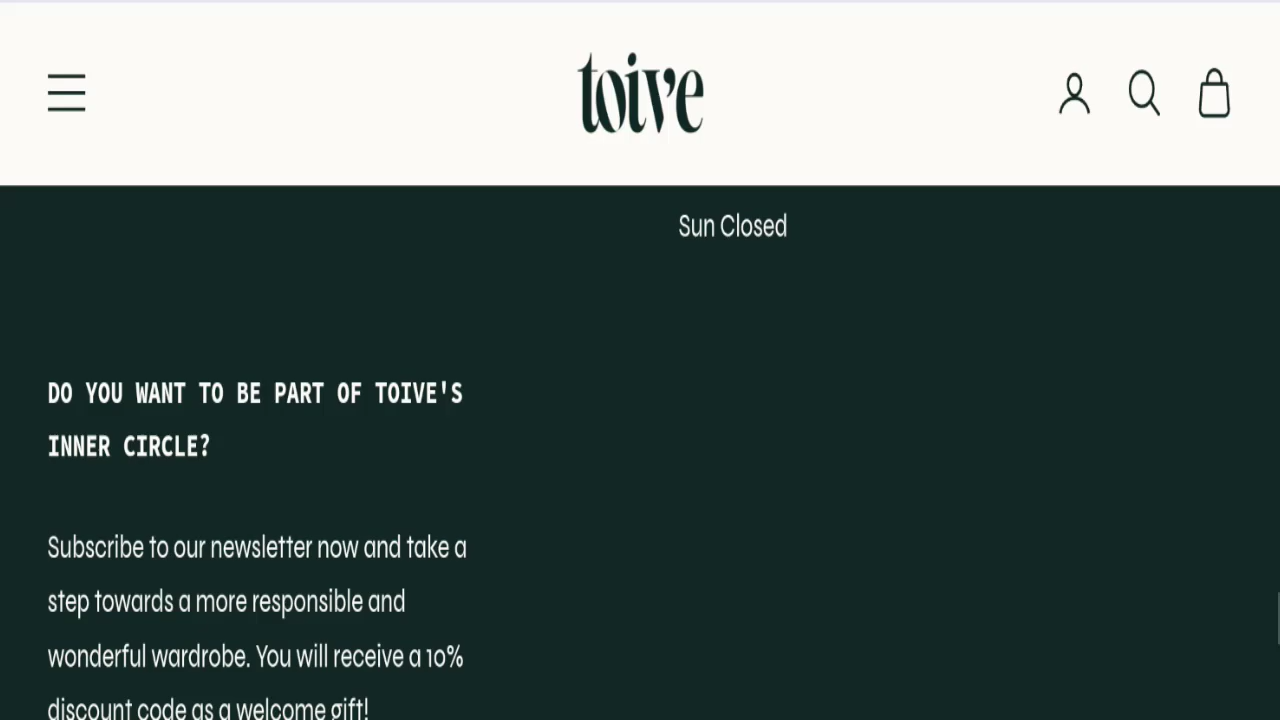 toive
Sun Closed
DO YOU WANT TO BE PART OF TOIVE'S
INNER CIRCLE?
Subscribe to our newsletter now and take a
step towards a more responsible and
wonderful wardrobe. You will receive a 10%
discount code as a welcome gift!